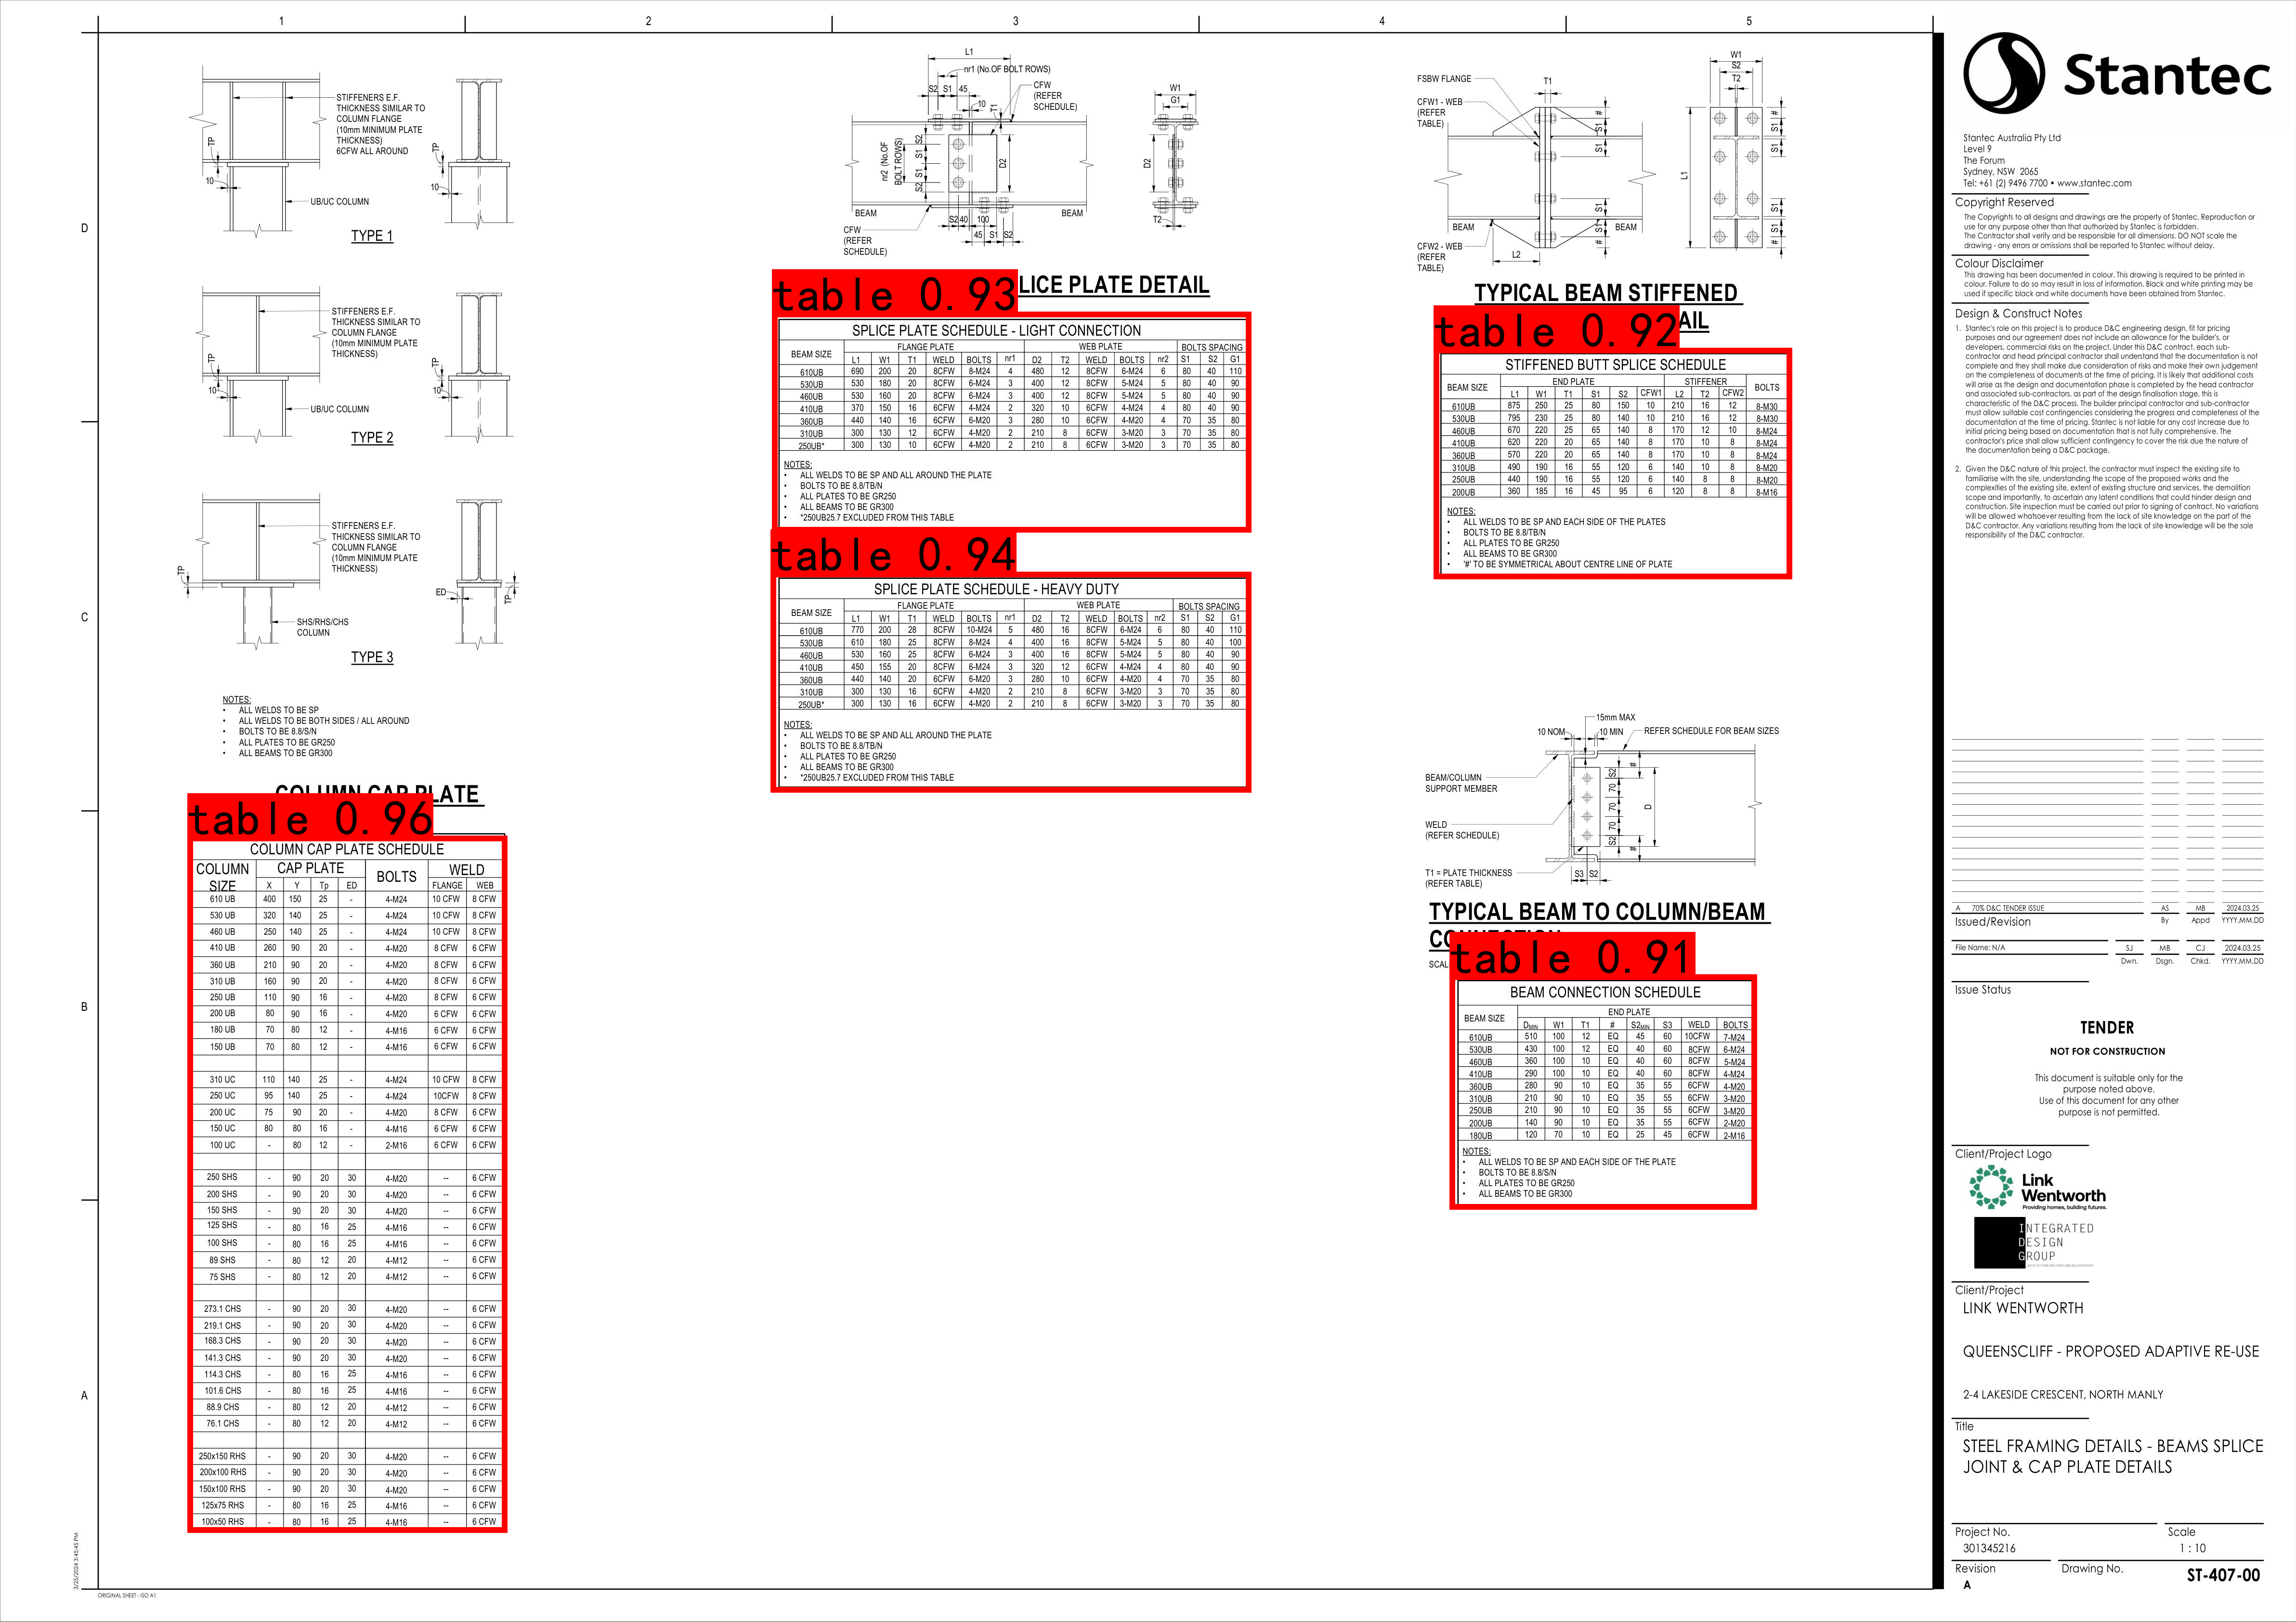 1 2 3 4 5
D
C
B
A
STIFFENERS E.F.
THICKNESS SIMILAR TO
COLUMN FLANGE
(10mm MINIMUM PLATE
THICKNESS)
6CFW ALL AROUND
TP
TP
10
10
UB/UC COLUMN
TYPE 1
STIFFENERS E.F.
THICKNESS SIMILAR TO
COLUMN FLANGE
(10mm MINIMUM PLATE
THICKNESS)
TP
TP
10
10
UB/UC COLUMN
TYPE 2
STIFFENERS E.F.
THICKNESS SIMILAR TO
COLUMN FLANGE
(10mm MINIMUM PLATE
THICKNESS)
TP
ED
TP
SHS/RHS/CHS
COLUMN
TYPE 3
NOTES:
• ALL WELDS TO BE SP
• ALL WELDS TO BE BOTH SIDES / ALL AROUND
• BOLTS TO BE 8.8/S/N
• ALL PLATES TO BE GR250
• ALL BEAMS TO BE GR300
COLUMN CAP PLATE
table 0.96
COLUMN CAP PLATE SCHEDULE
COLUMN SIZE CAP PLATE BOLTS WELD
X Y Tp ED FLANGE WEB
610 UB 400 150 25 - 4-M24 10 CFW 8 CFW
530 UB 320 140 25 - 4-M24 10 CFW 8 CFW
460 UB 250 140 25 - 4-M24 10 CFW 8 CFW
410 UB 260 90 20 - 4-M20 8 CFW 6 CFW
360 UB 210 90 20 - 4-M20 8 CFW 6 CFW
310 UB 160 90 20 - 4-M20 8 CFW 6 CFW
250 UB 110 90 16 - 4-M20 8 CFW 6 CFW
200 UB 80 90 16 - 4-M20 6 CFW 6 CFW
180 UB 70 80 12 - 4-M16 6 CFW 6 CFW
150 UB 70 80 12 - 4-M16 6 CFW 6 CFW
310 UC 110 140 25 - 4-M24 10 CFW 8 CFW
250 UC 95 140 25 - 4-M24 10CFW 8 CFW
200 UC 75 90 20 - 4-M20 8 CFW 6 CFW
150 UC 80 80 16 - 4-M16 6 CFW 6 CFW
100 UC - 80 12 - 2-M16 6 CFW 6 CFW
250 SHS - 90 20 30 4-M20 -- 6 CFW
200 SHS - 90 20 30 4-M20 -- 6 CFW
150 SHS - 90 20 30 4-M20 -- 6 CFW
125 SHS - 80 16 25 4-M16 -- 6 CFW
100 SHS - 80 16 25 4-M16 -- 6 CFW
89 SHS - 80 12 20 4-M12 -- 6 CFW
75 SHS - 80 12 20 4-M12 -- 6 CFW
273.1 CHS - 90 20 30 4-M20 -- 6 CFW
219.1 CHS - 90 20 30 4-M20 -- 6 CFW
168.3 CHS - 90 20 30 4-M20 -- 6 CFW
141.3 CHS - 90 20 30 4-M20 -- 6 CFW
114.3 CHS - 80 16 25 4-M16 -- 6 CFW
101.6 CHS - 80 16 25 4-M16 -- 6 CFW
88.9 CHS - 80 12 20 4-M12 -- 6 CFW
76.1 CHS - 80 12 20 4-M12 -- 6 CFW
250x150 RHS - 90 20 30 4-M20 -- 6 CFW
200x100 RHS - 90 20 30 4-M20 -- 6 CFW
150x100 RHS - 90 20 30 4-M20 -- 6 CFW
125x75 RHS - 80 16 25 4-M16 -- 6 CFW
100x50 RHS - 80 16 25 4-M16 -- 6 CFW
L1
nr1 (No.OF BOLT ROWS)
S2 S1 45
10
T1
CFW
(REFER
SCHEDULE)
nr2 (No.OF
BOLT ROWS)
S2 S1 S1 S2
D2
BEAM
BEAM
S2 40 100
45 S1 S2
CFW
(REFER
SCHEDULE)
W1
G1
D2
T2
LICE PLATE DETAIL
table 0.93
SPLICE PLATE SCHEDULE - LIGHT CONNECTION
BEAM SIZE FLANGE PLATE WEB PLATE BOLTS SPACING
L1 W1 T1 WELD BOLTS nr1 D2 T2 WELD BOLTS nr2 S1 S2 G1
610UB 690 200 20 8CFW 8-M24 4 480 12 8CFW 6-M24 6 80 40 110
530UB 530 180 20 8CFW 6-M24 3 400 12 8CFW 5-M24 5 80 40 90
460UB 530 160 20 8CFW 6-M24 3 400 12 8CFW 5-M24 5 80 40 90
410UB 370 150 16 6CFW 4-M24 2 320 10 6CFW 4-M24 4 80 40 90
360UB 440 140 16 6CFW 6-M20 3 280 10 6CFW 4-M20 4 70 35 80
310UB 300 130 12 6CFW 4-M20 2 210 8 6CFW 3-M20 3 70 35 80
250UB* 300 130 10 6CFW 4-M20 2 210 8 6CFW 3-M20 3 70 35 80
NOTES:
• ALL WELDS TO BE SP AND ALL AROUND THE PLATE
• BOLTS TO BE 8.8/TB/N
• ALL PLATES TO BE GR250
• ALL BEAMS TO BE GR300
• *250UB25.7 EXCLUDED FROM THIS TABLE
table 0.94
SPLICE PLATE SCHEDULE - HEAVY DUTY
BEAM SIZE FLANGE PLATE WEB PLATE BOLTS SPACING
L1 W1 T1 WELD BOLTS nr1 D2 T2 WELD BOLTS nr2 S1 S2 G1
610UB 770 200 28 8CFW 10-M24 5 480 16 8CFW 6-M24 6 80 40 110
530UB 610 180 25 8CFW 8-M24 4 400 16 8CFW 5-M24 5 80 40 100
460UB 530 160 25 8CFW 6-M24 3 400 16 8CFW 5-M24 5 80 40 90
410UB 450 155 20 8CFW 6-M24 3 320 12 6CFW 4-M24 4 80 40 90
360UB 440 140 20 6CFW 6-M20 3 280 10 6CFW 4-M20 4 70 35 80
310UB 300 130 16 6CFW 4-M20 2 210 8 6CFW 3-M20 3 70 35 80
250UB* 300 130 16 6CFW 4-M20 2 210 8 6CFW 3-M20 3 70 35 80
NOTES:
• ALL WELDS TO BE SP AND ALL AROUND THE PLATE
• BOLTS TO BE 8.8/TB/N
• ALL PLATES TO BE GR250
• ALL BEAMS TO BE GR300
• *250UB25.7 EXCLUDED FROM THIS TABLE
FSBW FLANGE
CFW1 - WEB
(REFER
TABLE)
T1
# S1 S1
L1
S1 S1 #
BEAM
BEAM
CFW2 - WEB
(REFER
TABLE)
L2
W1
S2
T2
# S1 S1
S1 S1 #
TYPICAL BEAM STIFFENED
AIL
table 0.92
STIFFENED BUTT SPLICE SCHEDULE
BEAM SIZE END PLATE STIFFENER BOLTS
L1 W1 T1 S1 S2 CFW1 L2 T2 CFW2
610UB 875 250 25 80 150 10 210 16 12 8-M30
530UB 795 230 25 80 140 10 210 16 12 8-M30
460UB 670 220 25 65 140 8 170 12 10 8-M24
410UB 620 220 20 65 140 8 170 10 8 8-M24
360UB 570 220 20 65 140 8 170 10 8 8-M24
310UB 490 190 16 55 120 6 140 10 8 8-M20
250UB 440 190 16 55 120 6 140 8 8 8-M20
200UB 360 185 16 45 95 6 120 8 8 8-M16
NOTES:
• ALL WELDS TO BE SP AND EACH SIDE OF THE PLATES
• BOLTS TO BE 8.8/TB/N
• ALL PLATES TO BE GR250
• ALL BEAMS TO BE GR300
• '#' TO BE SYMMETRICAL ABOUT CENTRE LINE OF PLATE
15mm MAX
10 NOM
10 MIN
REFER SCHEDULE FOR BEAM SIZES
BEAM/COLUMN
SUPPORT MEMBER
S2 70 70 70 S2
# #
D
WELD
(REFER SCHEDULE)
T1 = PLATE THICKNESS
(REFER TABLE)
S3 S2
TYPICAL BEAM TO COLUMN/BEAM
CONNECTION
SCAL
table 0.91
BEAM CONNECTION SCHEDULE
BEAM SIZE END PLATE
DMIN W1 T1 # S2MIN S3 WELD BOLTS
610UB 510 100 12 EQ 45 60 10CFW 7-M24
530UB 430 100 12 EQ 40 60 8CFW 6-M24
460UB 360 100 10 EQ 40 60 8CFW 5-M24
410UB 290 100 10 EQ 40 60 8CFW 4-M24
360UB 280 90 10 EQ 35 55 6CFW 4-M20
310UB 210 90 10 EQ 35 55 6CFW 3-M20
250UB 210 90 10 EQ 35 55 6CFW 3-M20
200UB 140 90 10 EQ 35 55 6CFW 2-M20
180UB 120 70 10 EQ 25 45 6CFW 2-M16
NOTES:
• ALL WELDS TO BE SP AND EACH SIDE OF THE PLATE
• BOLTS TO BE 8.8/S/N
• ALL PLATES TO BE GR250
• ALL BEAMS TO BE GR300
Stantec
Stantec Australia Pty Ltd
Level 9
The Forum
Sydney, NSW 2065
Tel: +61 (2) 9496 7700 • www.stantec.com
Copyright Reserved
The Copyrights to all designs and drawings are the property of Stantec. Reproduction or
use for any purpose other than that authorized by Stantec is forbidden.
The Contractor shall verify and be responsible for all dimensions. DO NOT scale the
drawing - any errors or omissions shall be reported to Stantec without delay.
Colour Disclaimer
This drawing has been documented in colour. This drawing is required to be printed in
colour. Failure to do so may result in loss of information. Black and white printing may be
used if specific black and white documents have been obtained from Stantec.
Design & Construct Notes
1. Stantec's role on this project is to produce D&C engineering design, fit for pricing
purposes and our agreement does not include an allowance for the builder's, or
developers, commercial risks on the project. Under this D&C contract, each sub-
contractor and head principal contractor shall understand that the documentation is not
complete and they shall make due consideration of risks and make their own judgement
on the completeness of documents at the time of pricing. It is likely that additional costs
will arise as the design and documentation phase is completed by the head contractor
and associated sub-contractors, as part of the design finalisation stage, this is
characteristic of the D&C process. The builder principal contractor and sub-contractor
must allow suitable cost contingencies considering the progress and completeness of the
documentation at the time of pricing. Stantec is not liable for any cost increase due to
initial pricing being based on documentation that is not fully comprehensive. The
contractor's price shall allow sufficient contingency to cover the risk due the nature of
the documentation being a D&C package.
2. Given the D&C nature of this project, the contractor must inspect the existing site to
familiarise with the site, understanding the scope of the proposed works and the
complexities of the existing site, extent of existing structure and services, the demolition
scope and importantly, to ascertain any latent conditions that could hinder design and
construction. Site inspection must be carried out prior to signing of contract. No variations
will be allowed whatsoever resulting from the lack of site knowledge on the part of the
D&C contractor. Any variations resulting from the lack of site knowledge will be the sole
responsibility of the D&C contractor.
A 70% D&C TENDER ISSUE AS MB 2024.03.25
Issued/Revision By Appd YYYY.MM.DD
File Name: N/A SJ MB CJ 2024.03.25
Dwn. Dsgn. Chkd. YYYY.MM.DD
Issue Status
TENDER
NOT FOR CONSTRUCTION
This document is suitable only for the
purpose noted above.
Use of this document for any other
purpose is not permitted.
Client/Project Logo
Link
Wentworth
Providing homes, building futures.
INTEGRATED
DESIGN
GROUP
Client/Project
LINK WENTWORTH
QUEENSCLIFF - PROPOSED ADAPTIVE RE-USE
2-4 LAKESIDE CRESCENT, NORTH MANLY
Title
STEEL FRAMING DETAILS - BEAMS SPLICE
JOINT & CAP PLATE DETAILS
Project No. Scale
301345216 1 : 10
Revision Drawing No.
A ST-407-00
3/25/2024 3:45:45 PM
ORIGINAL SHEET - ISO A1